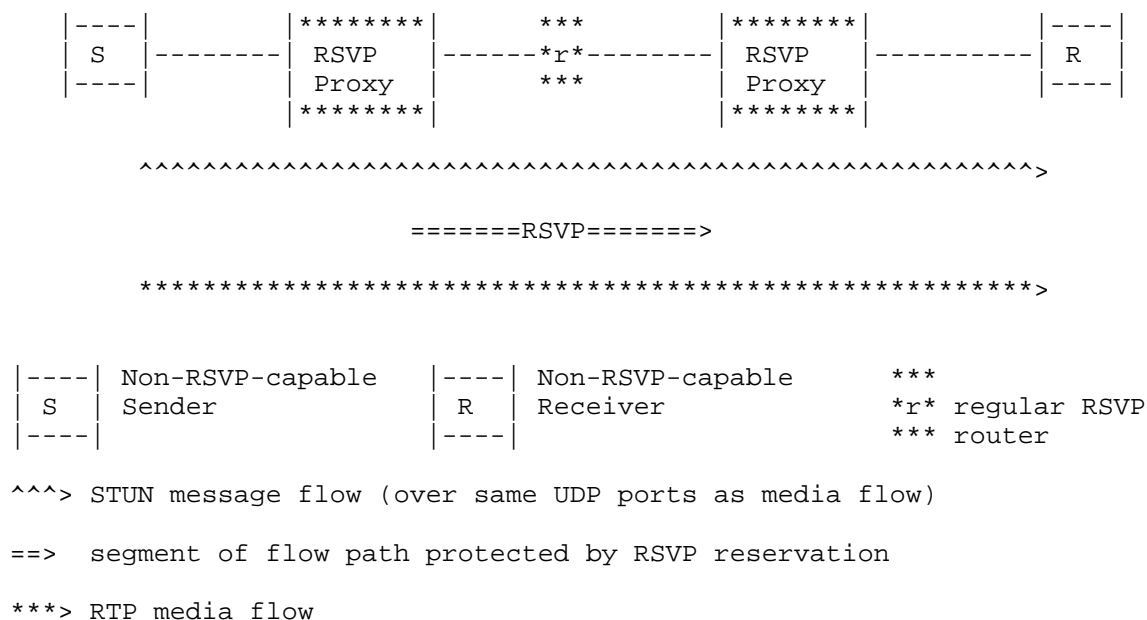 |----|         |********|      ***         |********|           |----|
| S  |---------| RSVP   |------*r*---------| RSVP   |-----------| R  |
|----|         | Proxy  |      ***         | Proxy  |           |----|
|********|                  |********|
^^^^^^^^^^^^^^^^^^^^^^^^^^^^^^^^^^^^^^^^^^^^^^^^^^^^^^^^>
=======RSVP=======>
********************************************************>
|----| Non-RSVP-capable   |----| Non-RSVP-capable     ***
| S  | Sender             | R  | Receiver             *r* regular RSVP
|----|                    |----|                      *** router
^^^> STUN message flow (over same UDP ports as media flow)
==>  segment of flow path protected by RSVP reservation
***> RTP media flow